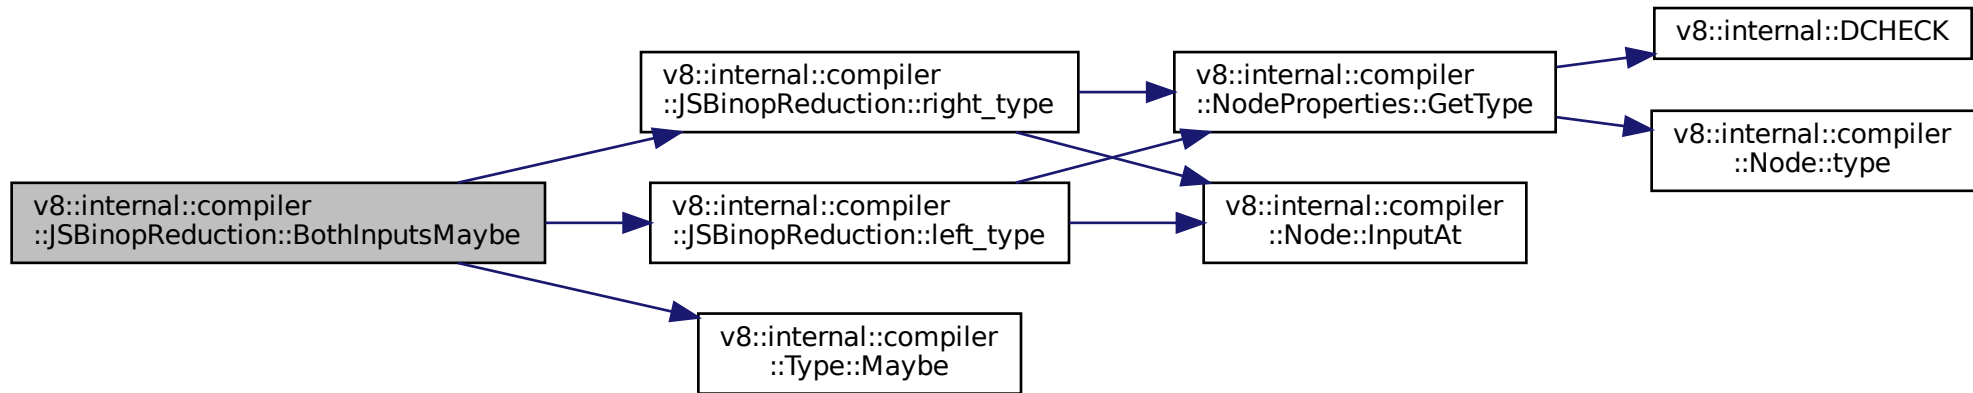 v8::internal::compiler
::JSBinopReduction::BothInputsMaybe
v8::internal::compiler
::JSBinopReduction::right_type
v8::internal::compiler
::JSBinopReduction::left_type
v8::internal::compiler
::Type::Maybe
v8::internal::compiler
::NodeProperties::GetType
v8::internal::compiler
::Node::InputAt
v8::internal::DCHECK
v8::internal::compiler
::Node::type